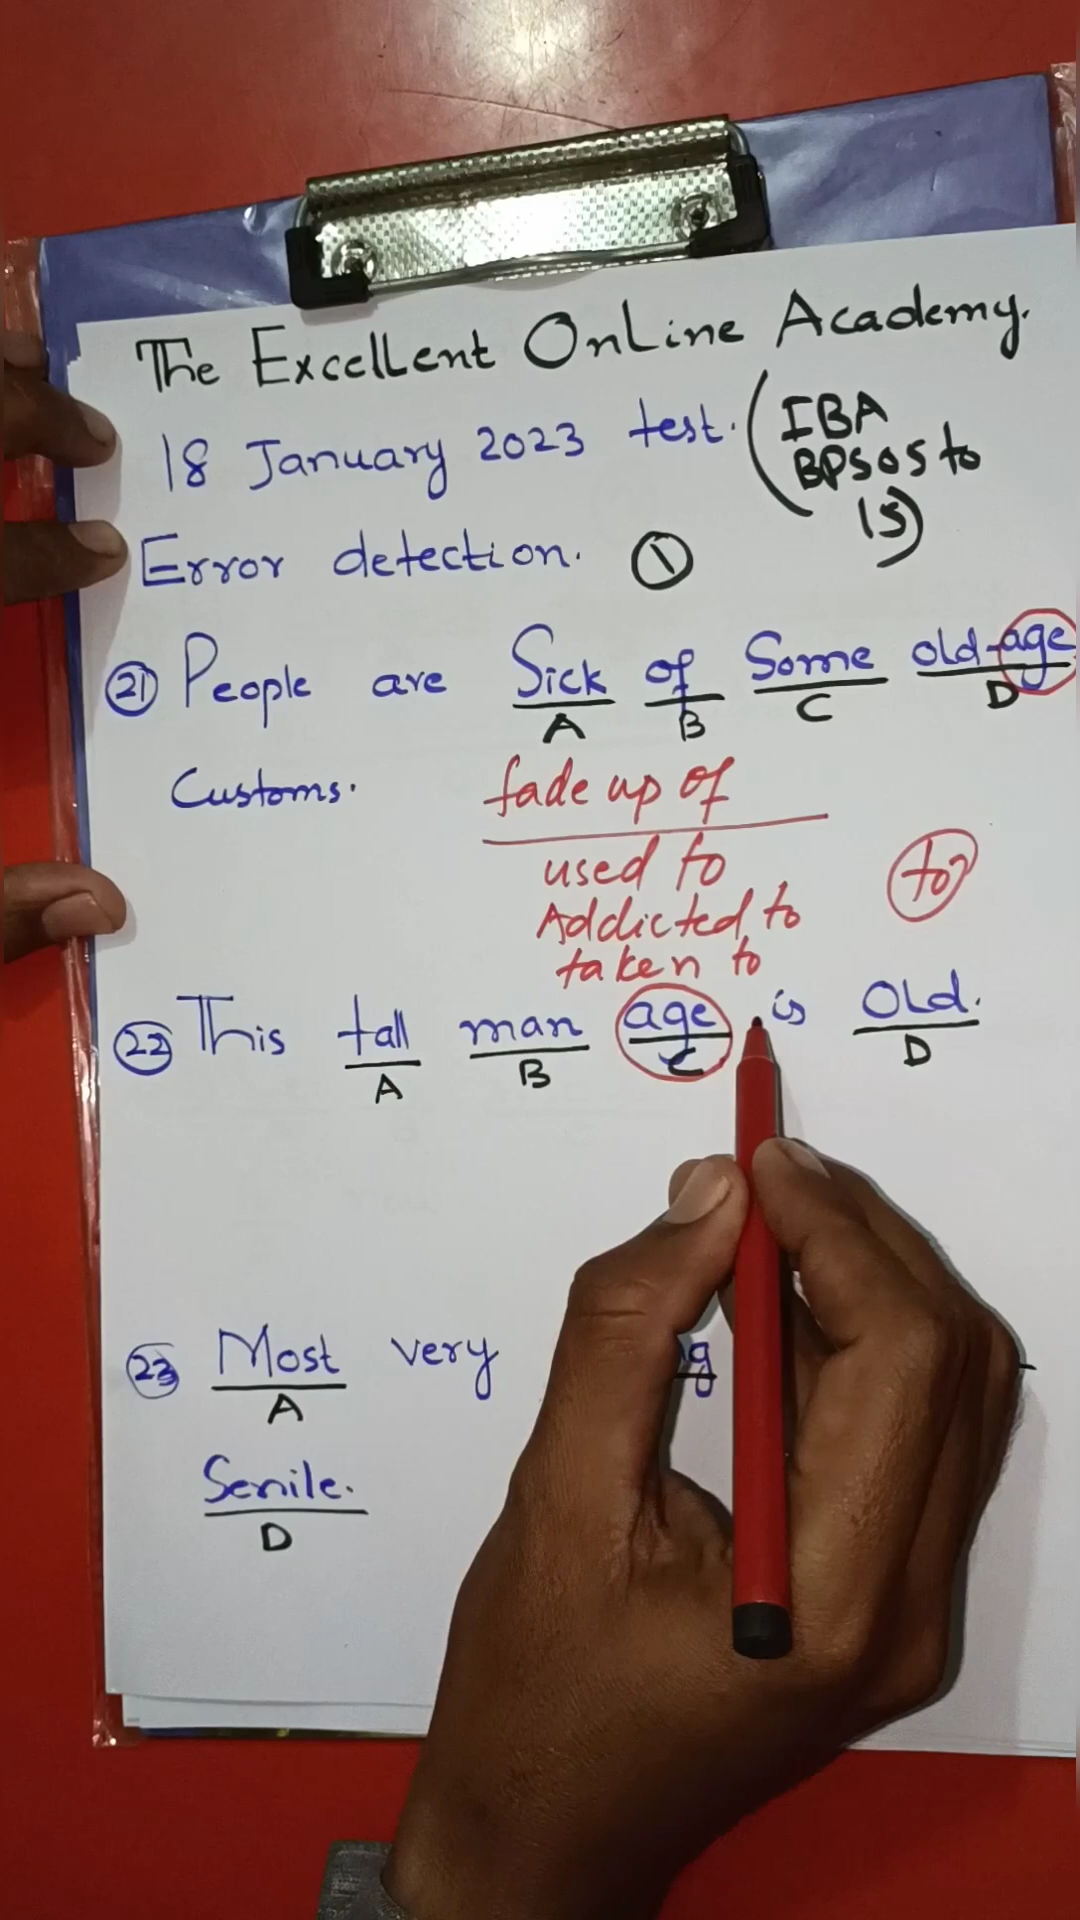 The Excellent Online Academy.
18 January 2023 test. (IBA
BPS05 to
15)
Error detection. ①
㉑ People are Sick of Some old-age
A B C D
Customs. fade up of
used to to
Addicted to
taken to
㉒ This tall man age is Old.
A B C D
㉓ Most very
A
Senile.
D